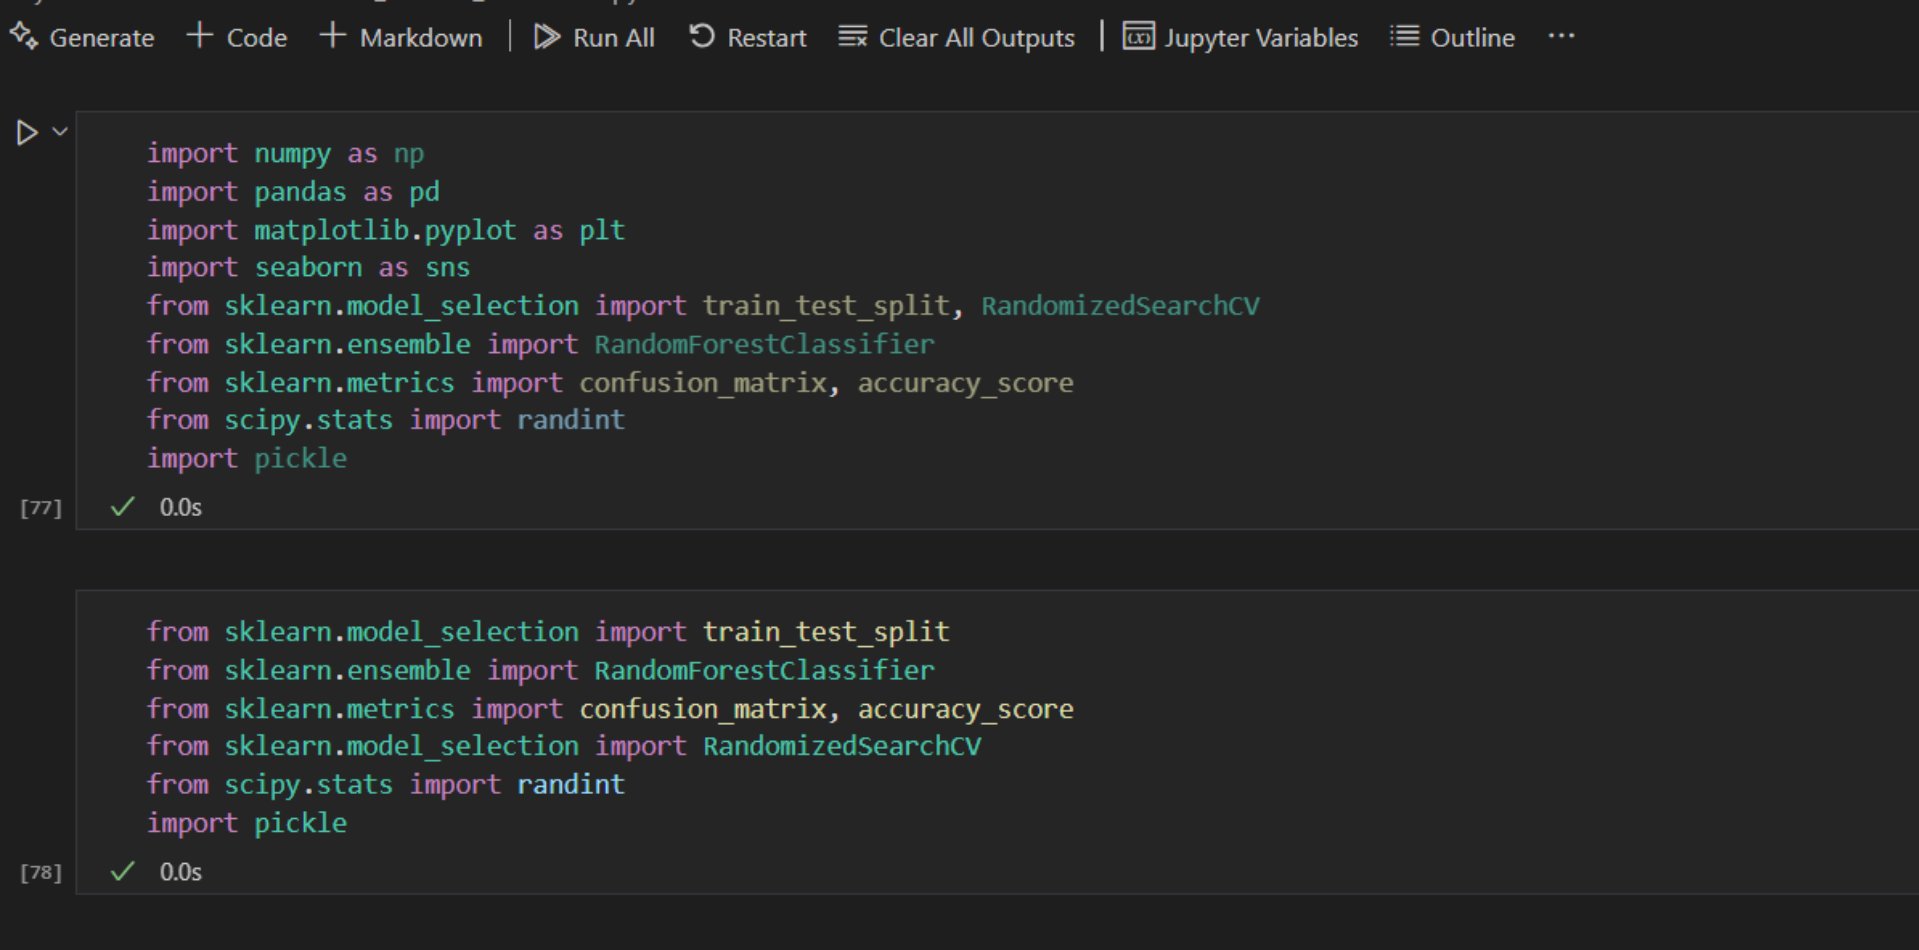 Generate + Code + Markdown | Run All Restart Clear All Outputs | Jupyter Variables Outline ...
import numpy as np
import pandas as pd
import matplotlib.pyplot as plt
import seaborn as sns
from sklearn.model_selection import train_test_split, RandomizedSearchCV
from sklearn.ensemble import RandomForestClassifier
from sklearn.metrics import confusion_matrix, accuracy_score
from scipy.stats import randint
import pickle
[77] ✓ 0.0s
from sklearn.model_selection import train_test_split
from sklearn.ensemble import RandomForestClassifier
from sklearn.metrics import confusion_matrix, accuracy_score
from sklearn.model_selection import RandomizedSearchCV
from scipy.stats import randint
import pickle
[78] ✓ 0.0s